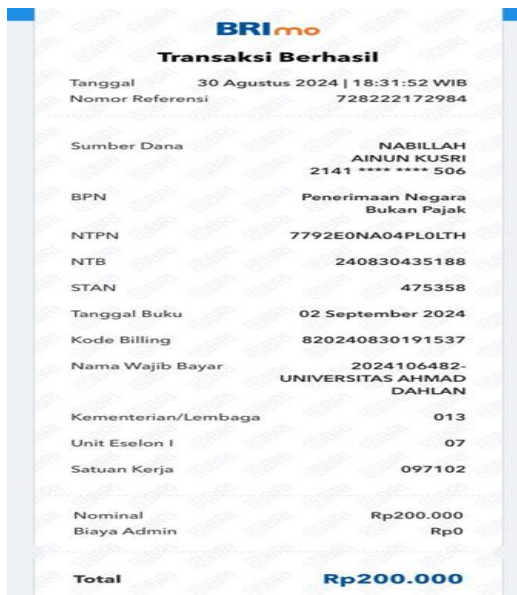 BRImo
Transaksi Berhasil
Tanggal 30 Agustus 2024 | 18:31:52 WIB
Nomor Referensi 728222172984
Sumber Dana NABILLAH
AINUN KUSRI
2141 **** **** 506
BPN Penerimaan Negara
Bukan Pajak
NTPN 7792E0NA04PL0LTH
NTB 240830435188
STAN 475358
Tanggal Buku 02 September 2024
Kode Billing 820240830191537
Nama Wajib Bayar 2024106482-
UNIVERSITAS AHMAD
DAHLAN
Kementerian/Lembaga 013
Unit Eselon I 07
Satuan Kerja 097102
Nominal Rp200.000
Biaya Admin Rp0
Total Rp200.000